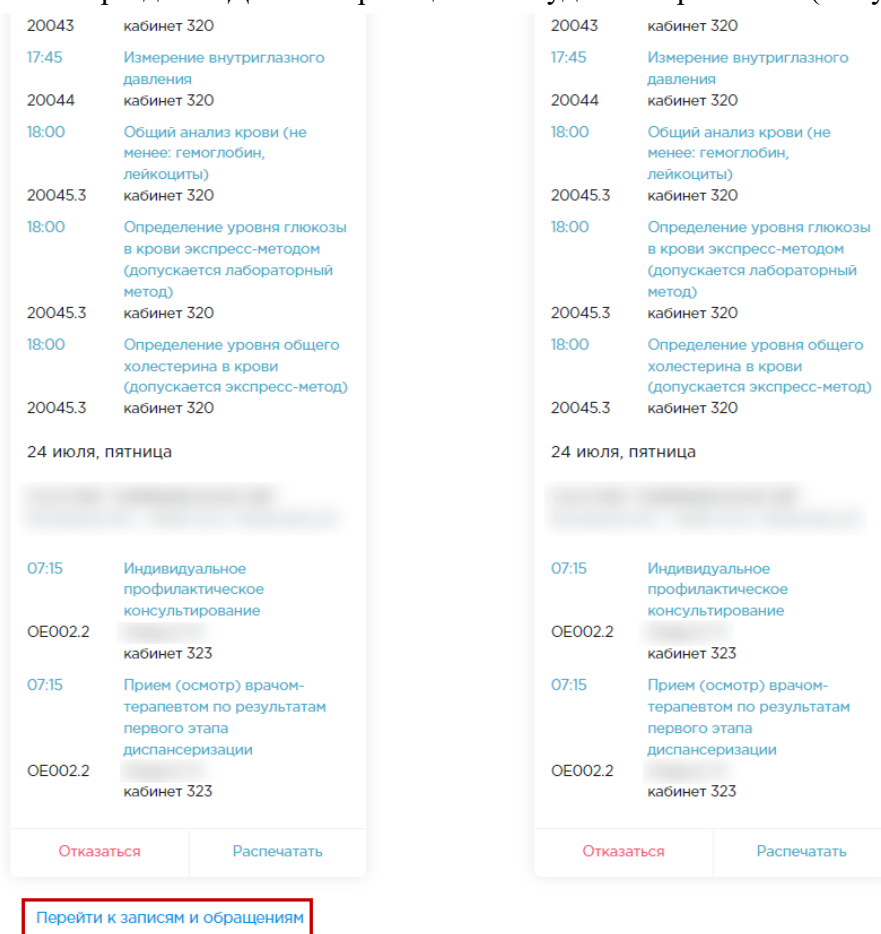 20043 кабинет 320
17:45 Измерение внутриглазного
давления
20044 кабинет 320
18:00 Общий анализ крови (не
менее: гемоглобин,
лейкоциты)
20045.3 кабинет 320
18:00 Определение уровня глюкозы
в крови экспресс-методом
(допускается лабораторный
метод)
20045.3 кабинет 320
18:00 Определение уровня общего
холестерина в крови
(допускается экспресс-метод)
20045.3 кабинет 320
24 июля, пятница
07:15 Индивидуальное
профилактическое
консультирование
OE002.2
кабинет 323
07:15 Прием (осмотр) врачом-
терапевтом по результатам
первого этапа
диспансеризации
OE002.2
кабинет 323
Отказаться Распечатать
Перейти к записям и обращениям
20043 кабинет 320
17:45 Измерение внутриглазного
давления
20044 кабинет 320
18:00 Общий анализ крови (не
менее: гемоглобин,
лейкоциты)
20045.3 кабинет 320
18:00 Определение уровня глюкозы
в крови экспресс-методом
(допускается лабораторный
метод)
20045.3 кабинет 320
18:00 Определение уровня общего
холестерина в крови
(допускается экспресс-метод)
20045.3 кабинет 320
24 июля, пятница
07:15 Индивидуальное
профилактическое
консультирование
OE002.2
кабинет 323
07:15 Прием (осмотр) врачом-
терапевтом по результатам
первого этапа
диспансеризации
OE002.2
кабинет 323
Отказаться Распечатать